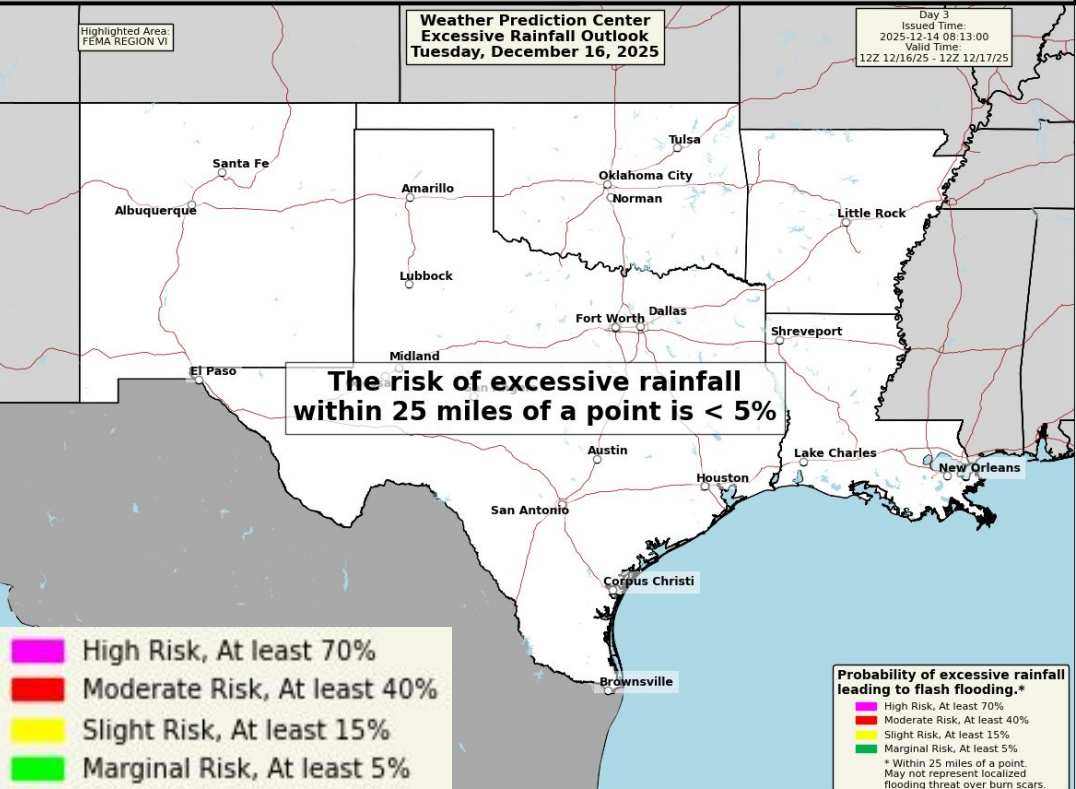 Highlighted Area:
FEMA REGION VI
Weather Prediction Center
Excessive Rainfall Outlook
Tuesday, December 16, 2025
Day 3
Issued Time:
2025-12-14 08:13:00
Valid Time:
12Z 12/16/25 - 12Z 12/17/25
Tulsa
Santa Fe
Oklahoma City
Amarillo
Norman
Albuquerque
Little Rock
Lubbock
Fort Worth
Dallas
Shreveport
Midland
El Paso
The risk of excessive rainfall
within 25 miles of a point is < 5%
Austin
Lake Charles
New Orleans
Houston
San Antonio
Corpus Christi
Brownsville
High Risk, At least 70%
Moderate Risk, At least 40%
Slight Risk, At least 15%
Marginal Risk, At least 5%
Probability of excessive rainfall
leading to flash flooding.*
High Risk, At least 70%
Moderate Risk, At least 40%
Slight Risk, At least 15%
Marginal Risk, At least 5%
* Within 25 miles of a point.
May not represent localized
flooding threat over burn scars.